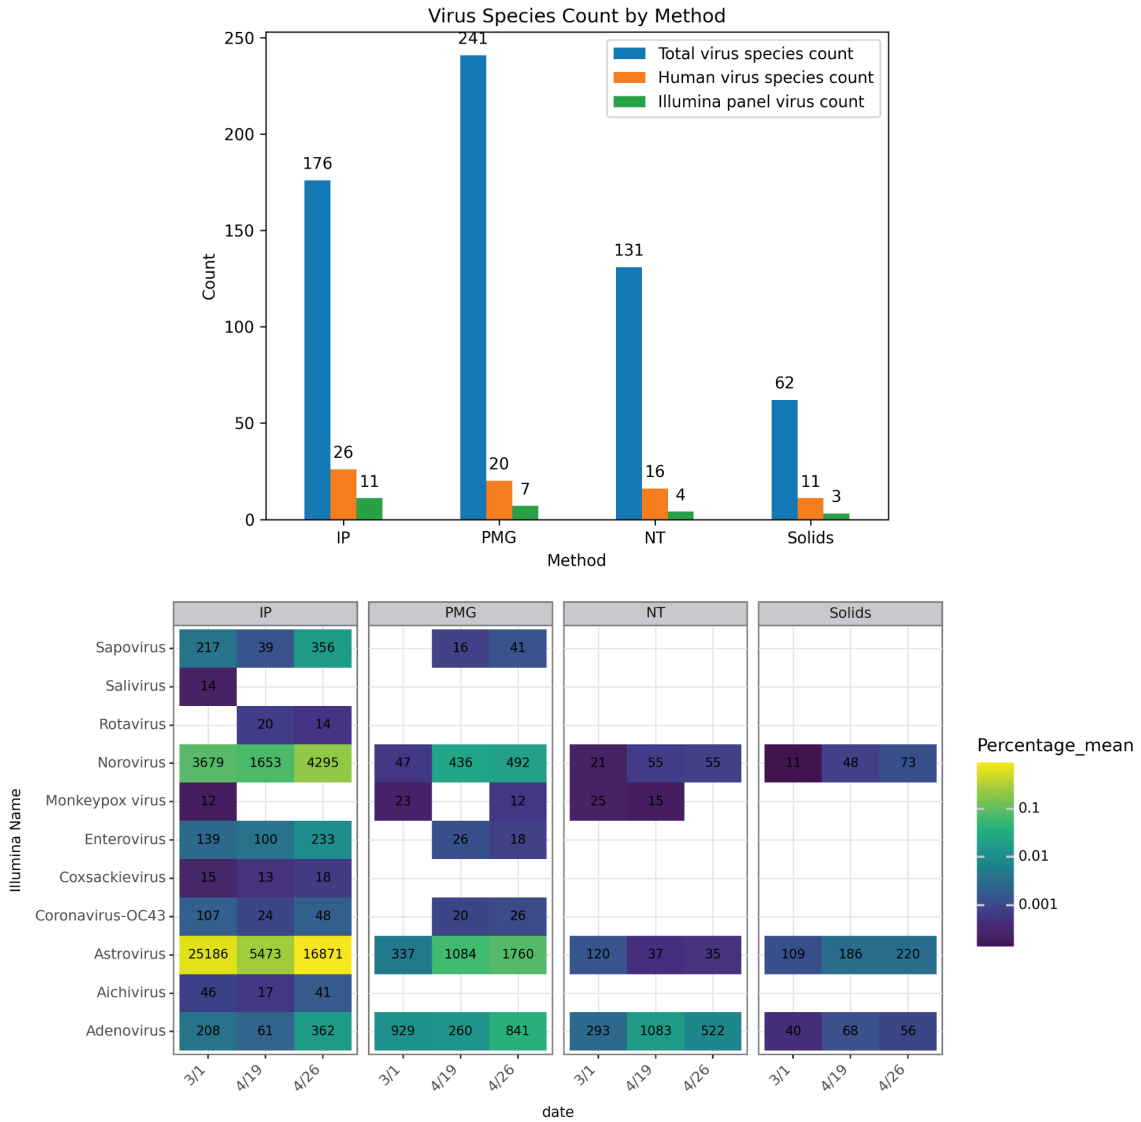 Virus Species Count by Method
250
241
Total virus species count
Human virus species count
Illumina panel virus count
200
176
150
131
Count
100
62
50
26
20
16
11
11
7
4
3
0
IP PMG NT Solids
Method
IP PMG NT Solids
Sapovirus 217 39 356 16 41
Salivirus 14
Rotavirus 20 14
Norovirus 3679 1653 4295 47 436 492 21 55 55 11 48 73
Monkeypox virus 12 23 12 25 15
Enterovirus 139 100 233 26 18
Coxsackievirus 15 13 18
Coronavirus-OC43 107 24 48 20 26
Astrovirus 25186 5473 16871 337 1084 1760 120 37 35 109 186 220
Aichivirus 46 17 41
Adenovirus 208 61 362 929 260 841 293 1083 522 40 68 56
Illumina Name
3/1 4/19 4/26 3/1 4/19 4/26 3/1 4/19 4/26 3/1 4/19 4/26
date
Percentage_mean
0.1
0.01
0.001